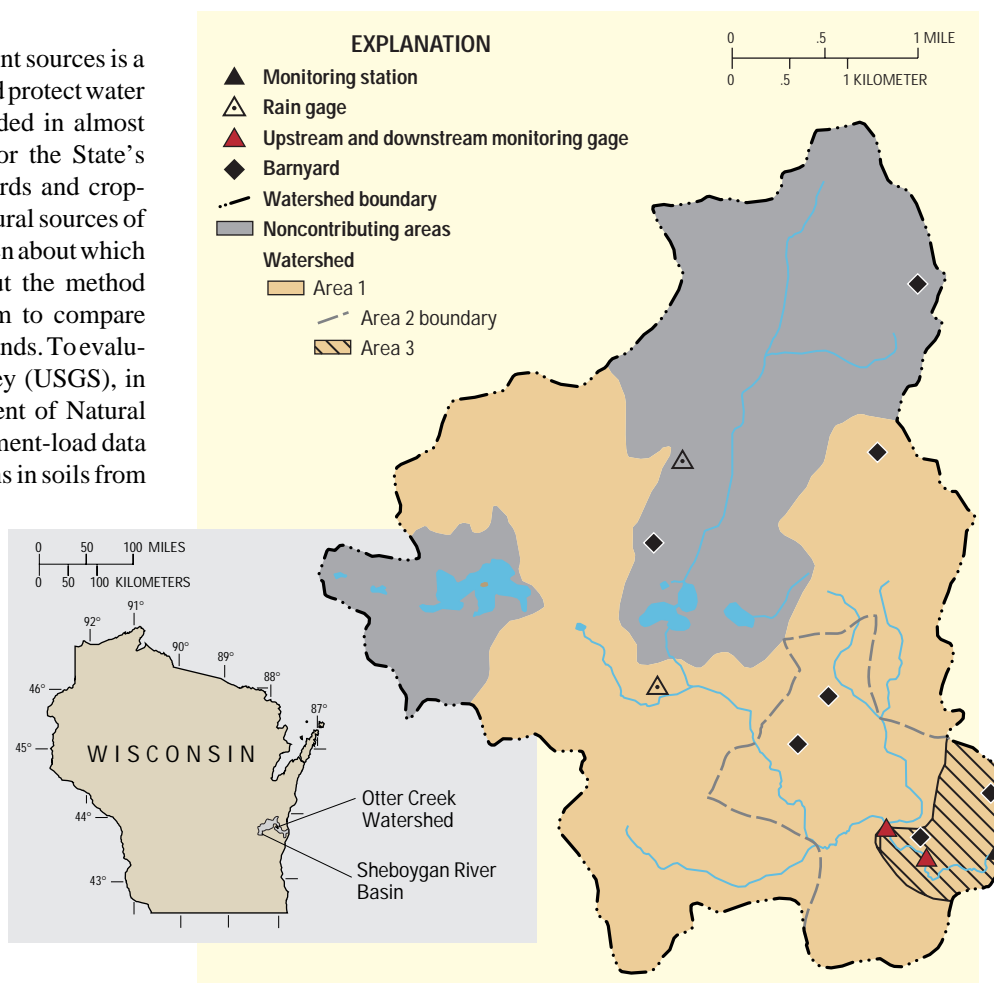 nt sources is a
d protect water
ded in almost
or the State's
rds and crop-
ural sources of
n about which
ut the method
m to compare
nds. To evalu-
ey (USGS), in
ent of Natural
ment-load data
ns in soils from
EXPLANATION
Monitoring station
Rain gage
Upstream and downstream monitoring gage
Barnyard
Watershed boundary
Noncontributing areas
Watershed
Area 1
Area 2 boundary
Area 3
0 .5 1 MILE
0 .5 1 KILOMETER
0 50 100 MILES
0 50 100 KILOMETERS
91°
92°
90°
89°
88°
87°
46°
45°
44°
43°
WISCONSIN
Otter Creek
Watershed
Sheboygan River
Basin